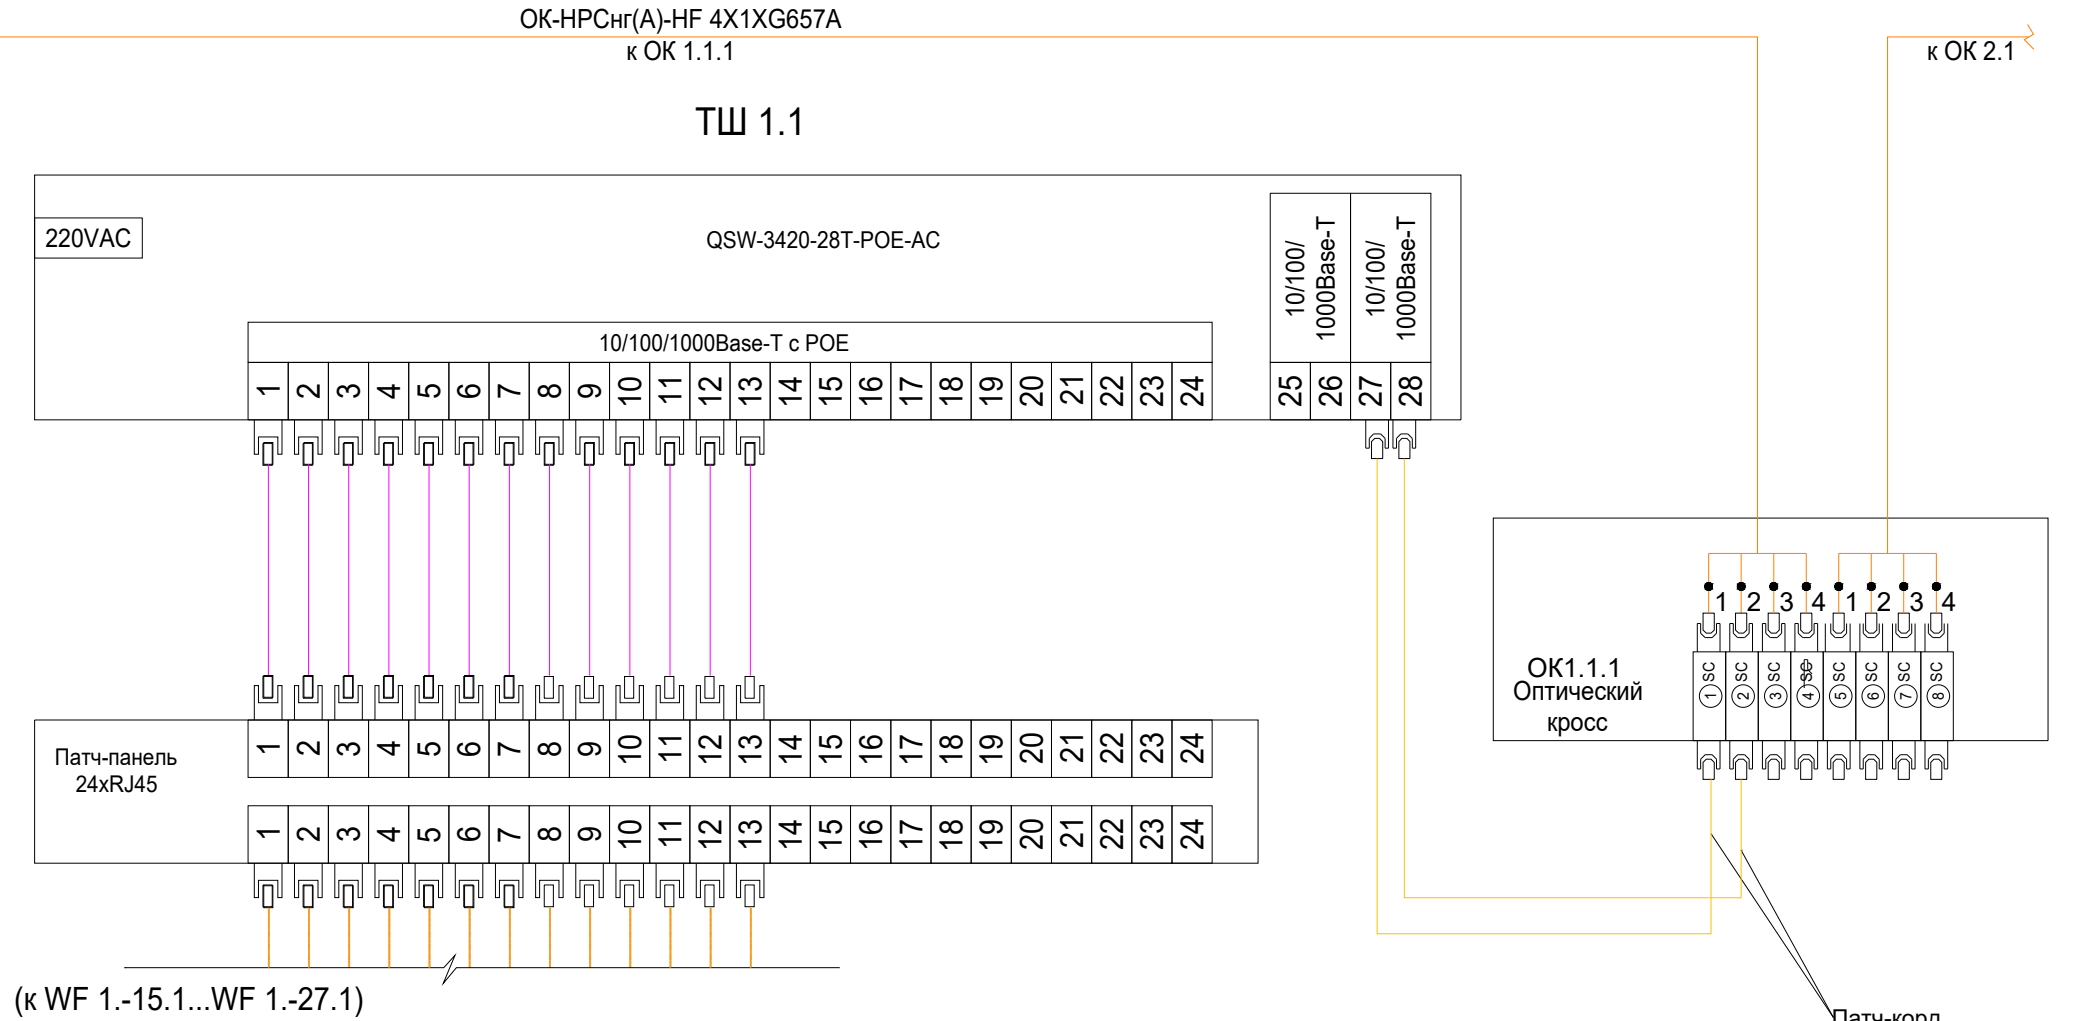 ОК-НРСнг(А)-HF 4X1XG657A
к ОК 1.1.1
к ОК 2.1
ТШ 1.1
220VAC
QSW-3420-28T-POE-AC
10/100/
1000Base-T
10/100/
1000Base-T
10/100/1000Base-T с POE
1 2 3 4 5 6 7 8 9 10 11 12 13 14 15 16 17 18 19 20 21 22 23 24
25 26 27 28
1 2 3 4 1 2 3 4
ОК1.1.1
Оптический
кросс
1 SC
2 SC
3 SC
4 SC
5 SC
6 SC
7 SC
8 SC
Патч-панель
24xRJ45
1 2 3 4 5 6 7 8 9 10 11 12 13 14 15 16 17 18 19 20 21 22 23 24
1 2 3 4 5 6 7 8 9 10 11 12 13 14 15 16 17 18 19 20 21 22 23 24
(к WF 1.-15.1...WF 1.-27.1)
Патч-корд